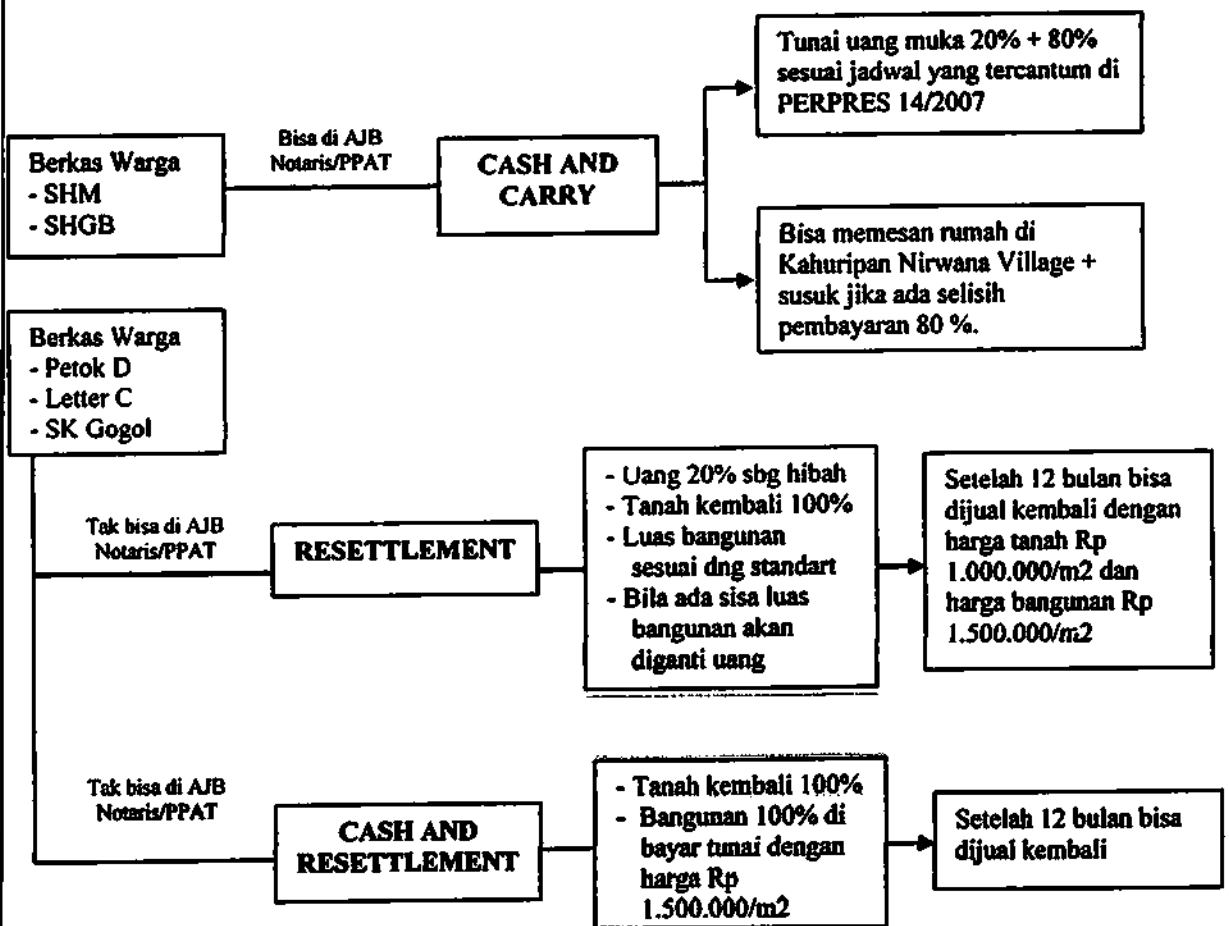 Tunai uang muka 20% + 80%
sesuai jadwal yang tercantum di
PERPRES 14/2007
Berkas Warga
- SHM
- SHGB
Bisa di AJB
Notaris/PPAT
CASH AND
CARRY
Bisa memesan rumah di
Kahuripan Nirwana Village +
susuk jika ada selisih
pembayaran 80 %.
Berkas Warga
- Petok D
- Letter C
- SK Gogol
Tak bisa di AJB
Notaris/PPAT
RESETTLEMENT
- Uang 20% sbg hibah
- Tanah kembali 100%
- Luas bangunan
sesuai dng standart
- Bila ada sisa luas
bangunan akan
diganti uang
Setelah 12 bulan bisa
dijual kembali dengan
harga tanah Rp
1.000.000/m2 dan
harga bangunan Rp
1.500.000/m2
Tak bisa di AJB
Notaris/PPAT
CASH AND
RESETTLEMENT
- Tanah kembali 100%
- Bangunan 100% di
bayar tunai dengan
harga Rp
1.500.000/m2
Setelah 12 bulan bisa
dijual kembali